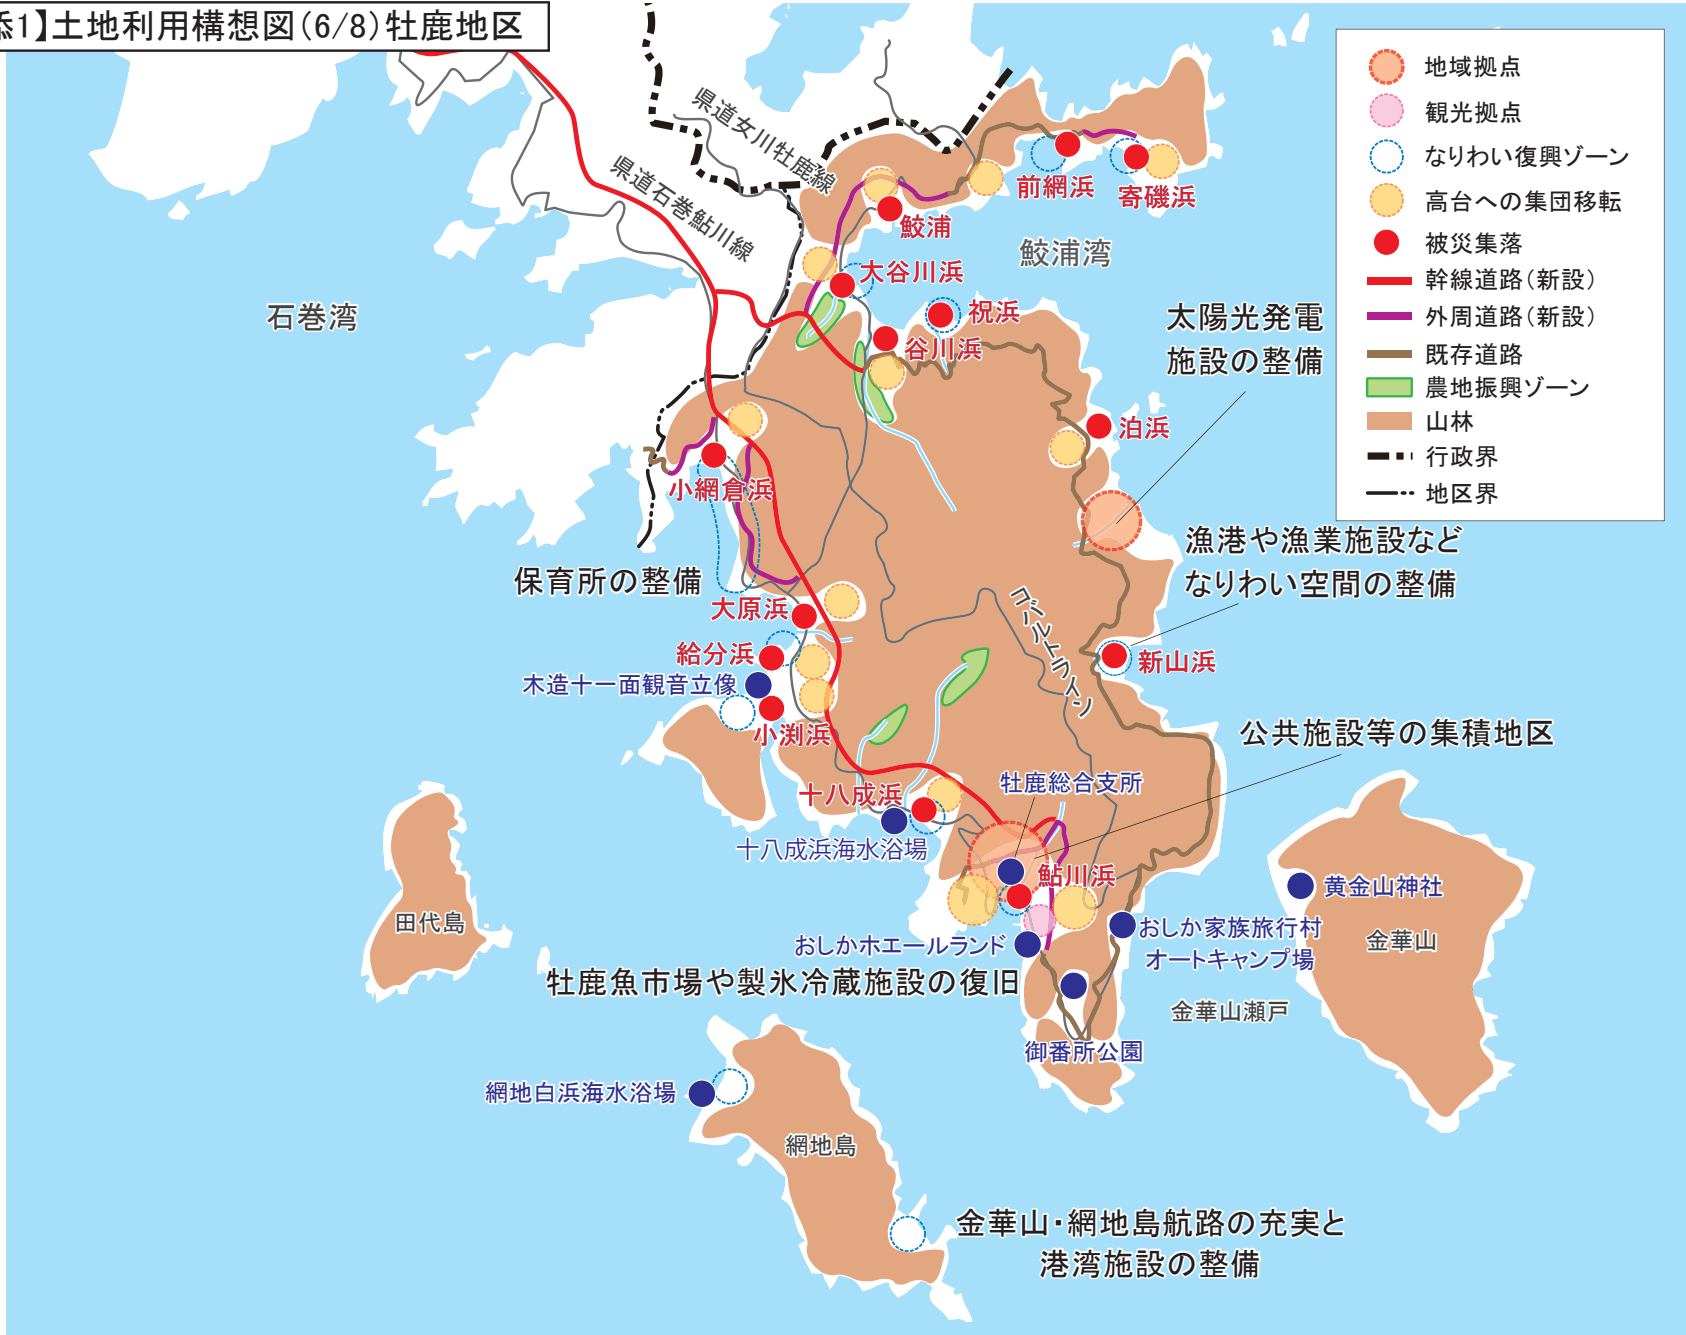 添1】土地利用構想図(6/8)牡鹿地区
地域拠点
観光拠点
なりわい復興ゾーン
高台への集団移転
被災集落
幹線道路(新設)
外周道路(新設)
既存道路
農地振興ゾーン
山林
行政界
地区界
県道女川牡鹿線
県道石巻鮎川線
前網浜
寄磯浜
鮫浦
鮫浦湾
大谷川浜
石巻湾
祝浜
谷川浜
太陽光発電
施設の整備
泊浜
小網倉浜
漁港や漁業施設など
なりわい空間の整備
保育所の整備
大原浜
コバルトライン
給分浜
新山浜
木造十一面観音立像
小渕浜
公共施設等の集積地区
牡鹿総合支所
十八成浜
十八成浜海水浴場
鮎川浜
黄金山神社
田代島
おしかホエールランド
おしか家族旅行村
オートキャンプ場
金華山
牡鹿魚市場や製氷冷蔵施設の復旧
金華山瀬戸
御番所公園
網地白浜海水浴場
網地島
金華山・網地島航路の充実と
港湾施設の整備